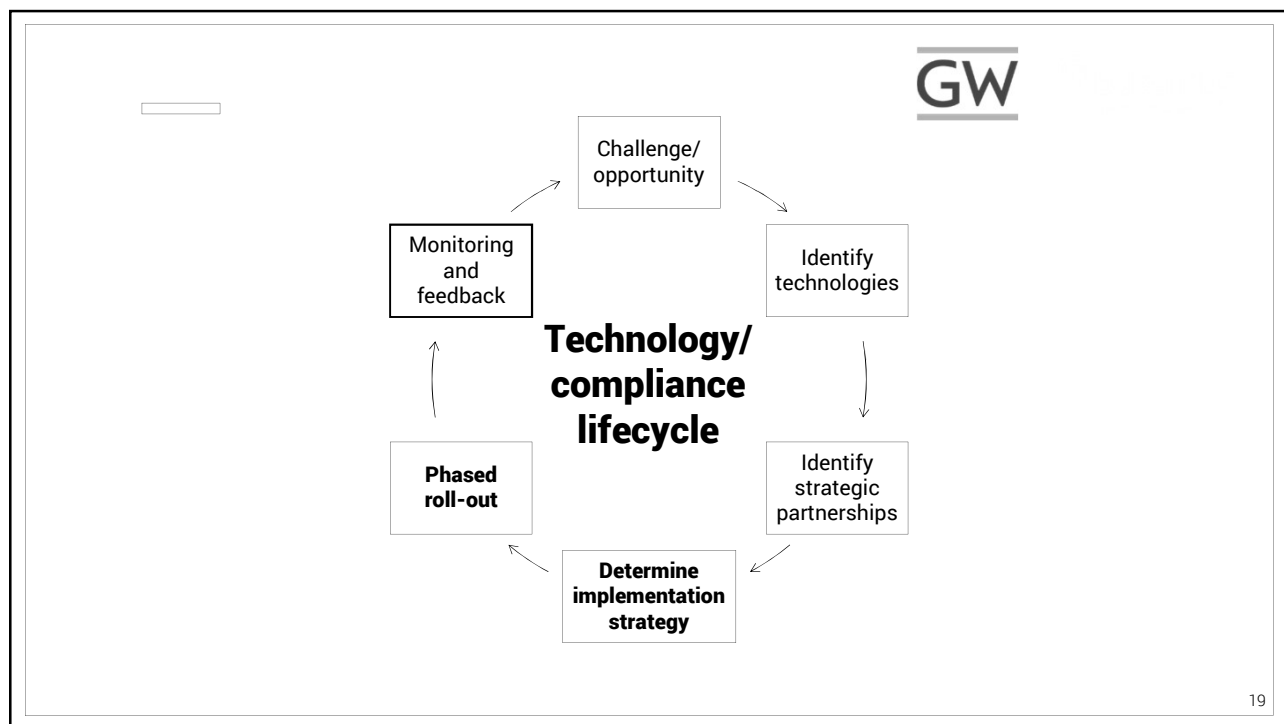 GW
Challenge/
opportunity
Identify
technologies
Identify
strategic
partnerships
Determine
implementation
strategy
Phased
roll-out
Monitoring
and
feedback
Technology/
compliance
lifecycle
19